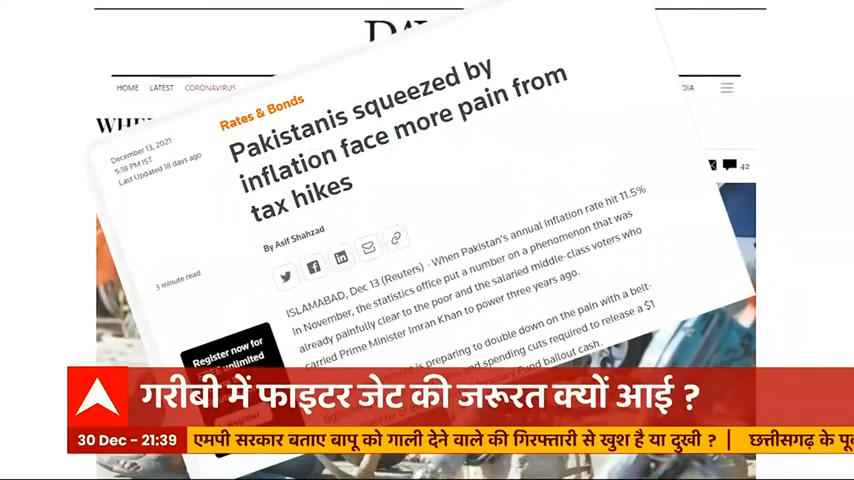 HOME LATEST CORONAVIRUS
December 13, 2021
5:18 PM IST
Last Updated 18 days ago
Rates & Bonds
Pakistanis squeezed by
inflation face more pain from
tax hikes
42
By Asif Shahzad
3 minute read
ISLAMABAD, Dec 13 (Reuters) - When Pakistan's annual inflation rate hit 11.5%
in November, the statistics office put a number on a phenomenon that was
already painfully clear to the poor and the salaried middle-class voters who
carried Prime Minister Imran Khan to power three years ago.
is preparing to double down on the pain with a belt-
and spending cuts required to release a $1
Fund bailout cash.
Register now for
unlimited
Register
गरीबी में फाइटर जेट की जरूरत क्यों आई ?
30 Dec - 21:39 एमपी सरकार बताए बापू को गाली देने वाले की गिरफ्तारी से खुश है या दुखी ? | छत्तीसगढ़ के